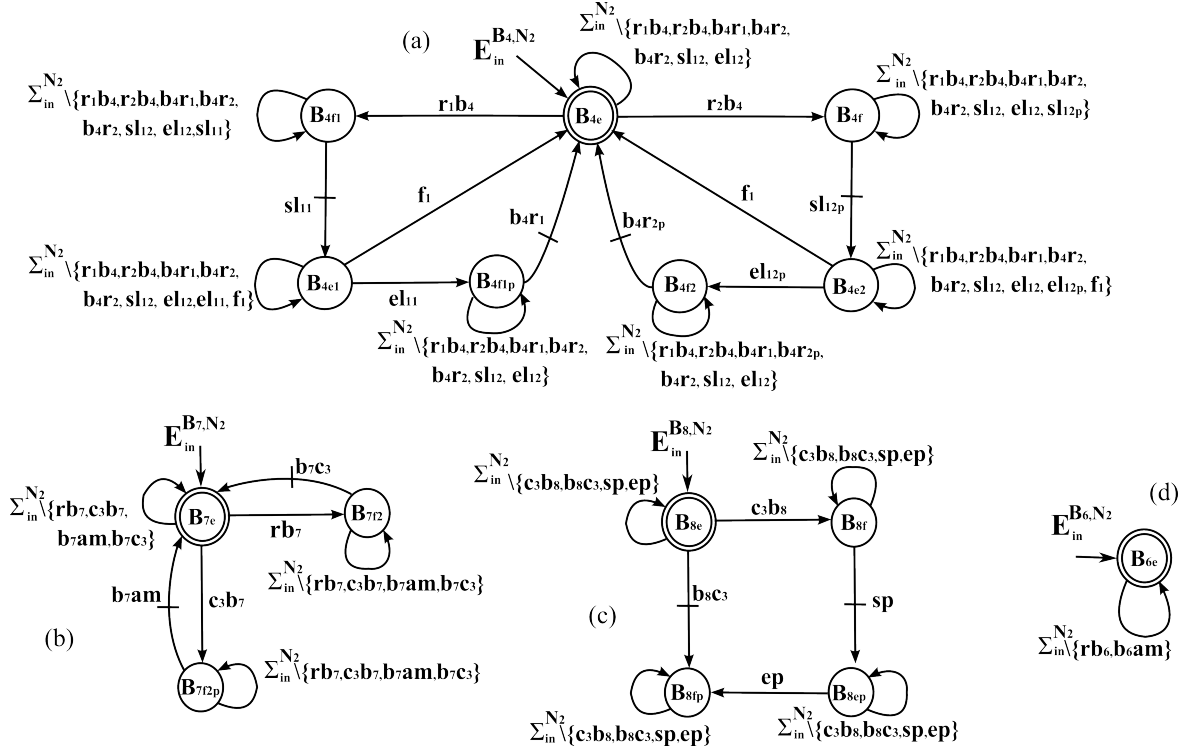 (a)
E_in^{B4,N2}
Σ_in^{N2}\{r1b4,r2b4,b4r1,b4r2,
b4r2, sl12, el12}
Σ_in^{N2}\{r1b4,r2b4,b4r1,b4r2,
b4r2, sl12, el12,sl11}
B4f1
r1b4
B4e
r2b4
B4f
Σ_in^{N2}\{r1b4,r2b4,b4r1,b4r2,
b4r2, sl12, el12,sl12p}
sl11
f1
b4r1
b4r2p
f1
sl12p
Σ_in^{N2}\{r1b4,r2b4,b4r1,b4r2,
b4r2, sl12, el12,el11, f1}
B4e1
el11
B4f1p
B4f2
el12p
B4e2
Σ_in^{N2}\{r1b4,r2b4,b4r1,b4r2,
b4r2, sl12, el12, el12p, f1}
Σ_in^{N2}\{r1b4,r2b4,b4r1,b4r2,
b4r2, sl12, el12}
Σ_in^{N2}\{r1b4,r2b4,b4r1,b4r2p,
b4r2, sl12, el12}
E_in^{B7,N2}
b7c3
Σ_in^{N2}\{rb7,c3b7,
b7am,b7c3}
B7e
rb7
B7f2
Σ_in^{N2}\{rb7,c3b7,b7am,b7c3}
b7am
c3b7
(b)
B7f2p
Σ_in^{N2}\{rb7,c3b7,b7am,b7c3}
E_in^{B8,N2}
Σ_in^{N2}\{c3b8,b8c3,sp,ep}
Σ_in^{N2}\{c3b8,b8c3,sp,ep}
B8e
c3b8
B8f
b8c3
(c)
sp
B8fp
ep
B8ep
Σ_in^{N2}\{c3b8,b8c3,sp,ep}
Σ_in^{N2}\{c3b8,b8c3,sp,ep}
(d)
E_in^{B6,N2}
B6e
Σ_in^{N2}\{rb6,b6am}